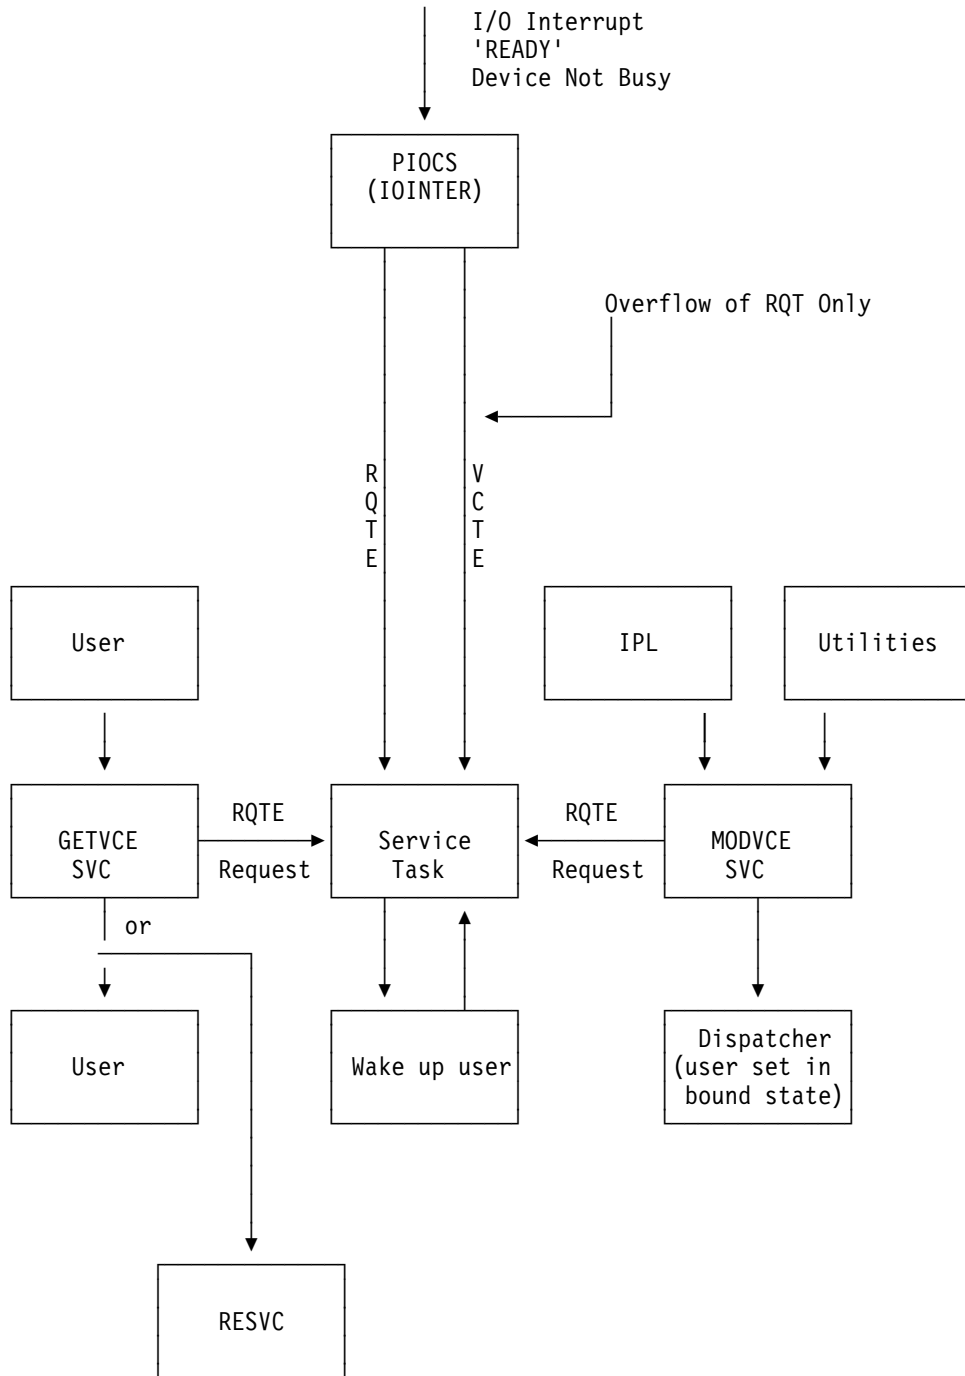 I/O Interrupt
'READY'
Device Not Busy
PIOCS
(IOINTER)
Overflow of RQT Only
R
Q
T
E
V
C
T
E
User
IPL
Utilities
GETVCE
SVC
RQTE
Request
Service
Task
RQTE
Request
MODVCE
SVC
or
User
Wake up user
Dispatcher
(user set in
bound state)
RESVC